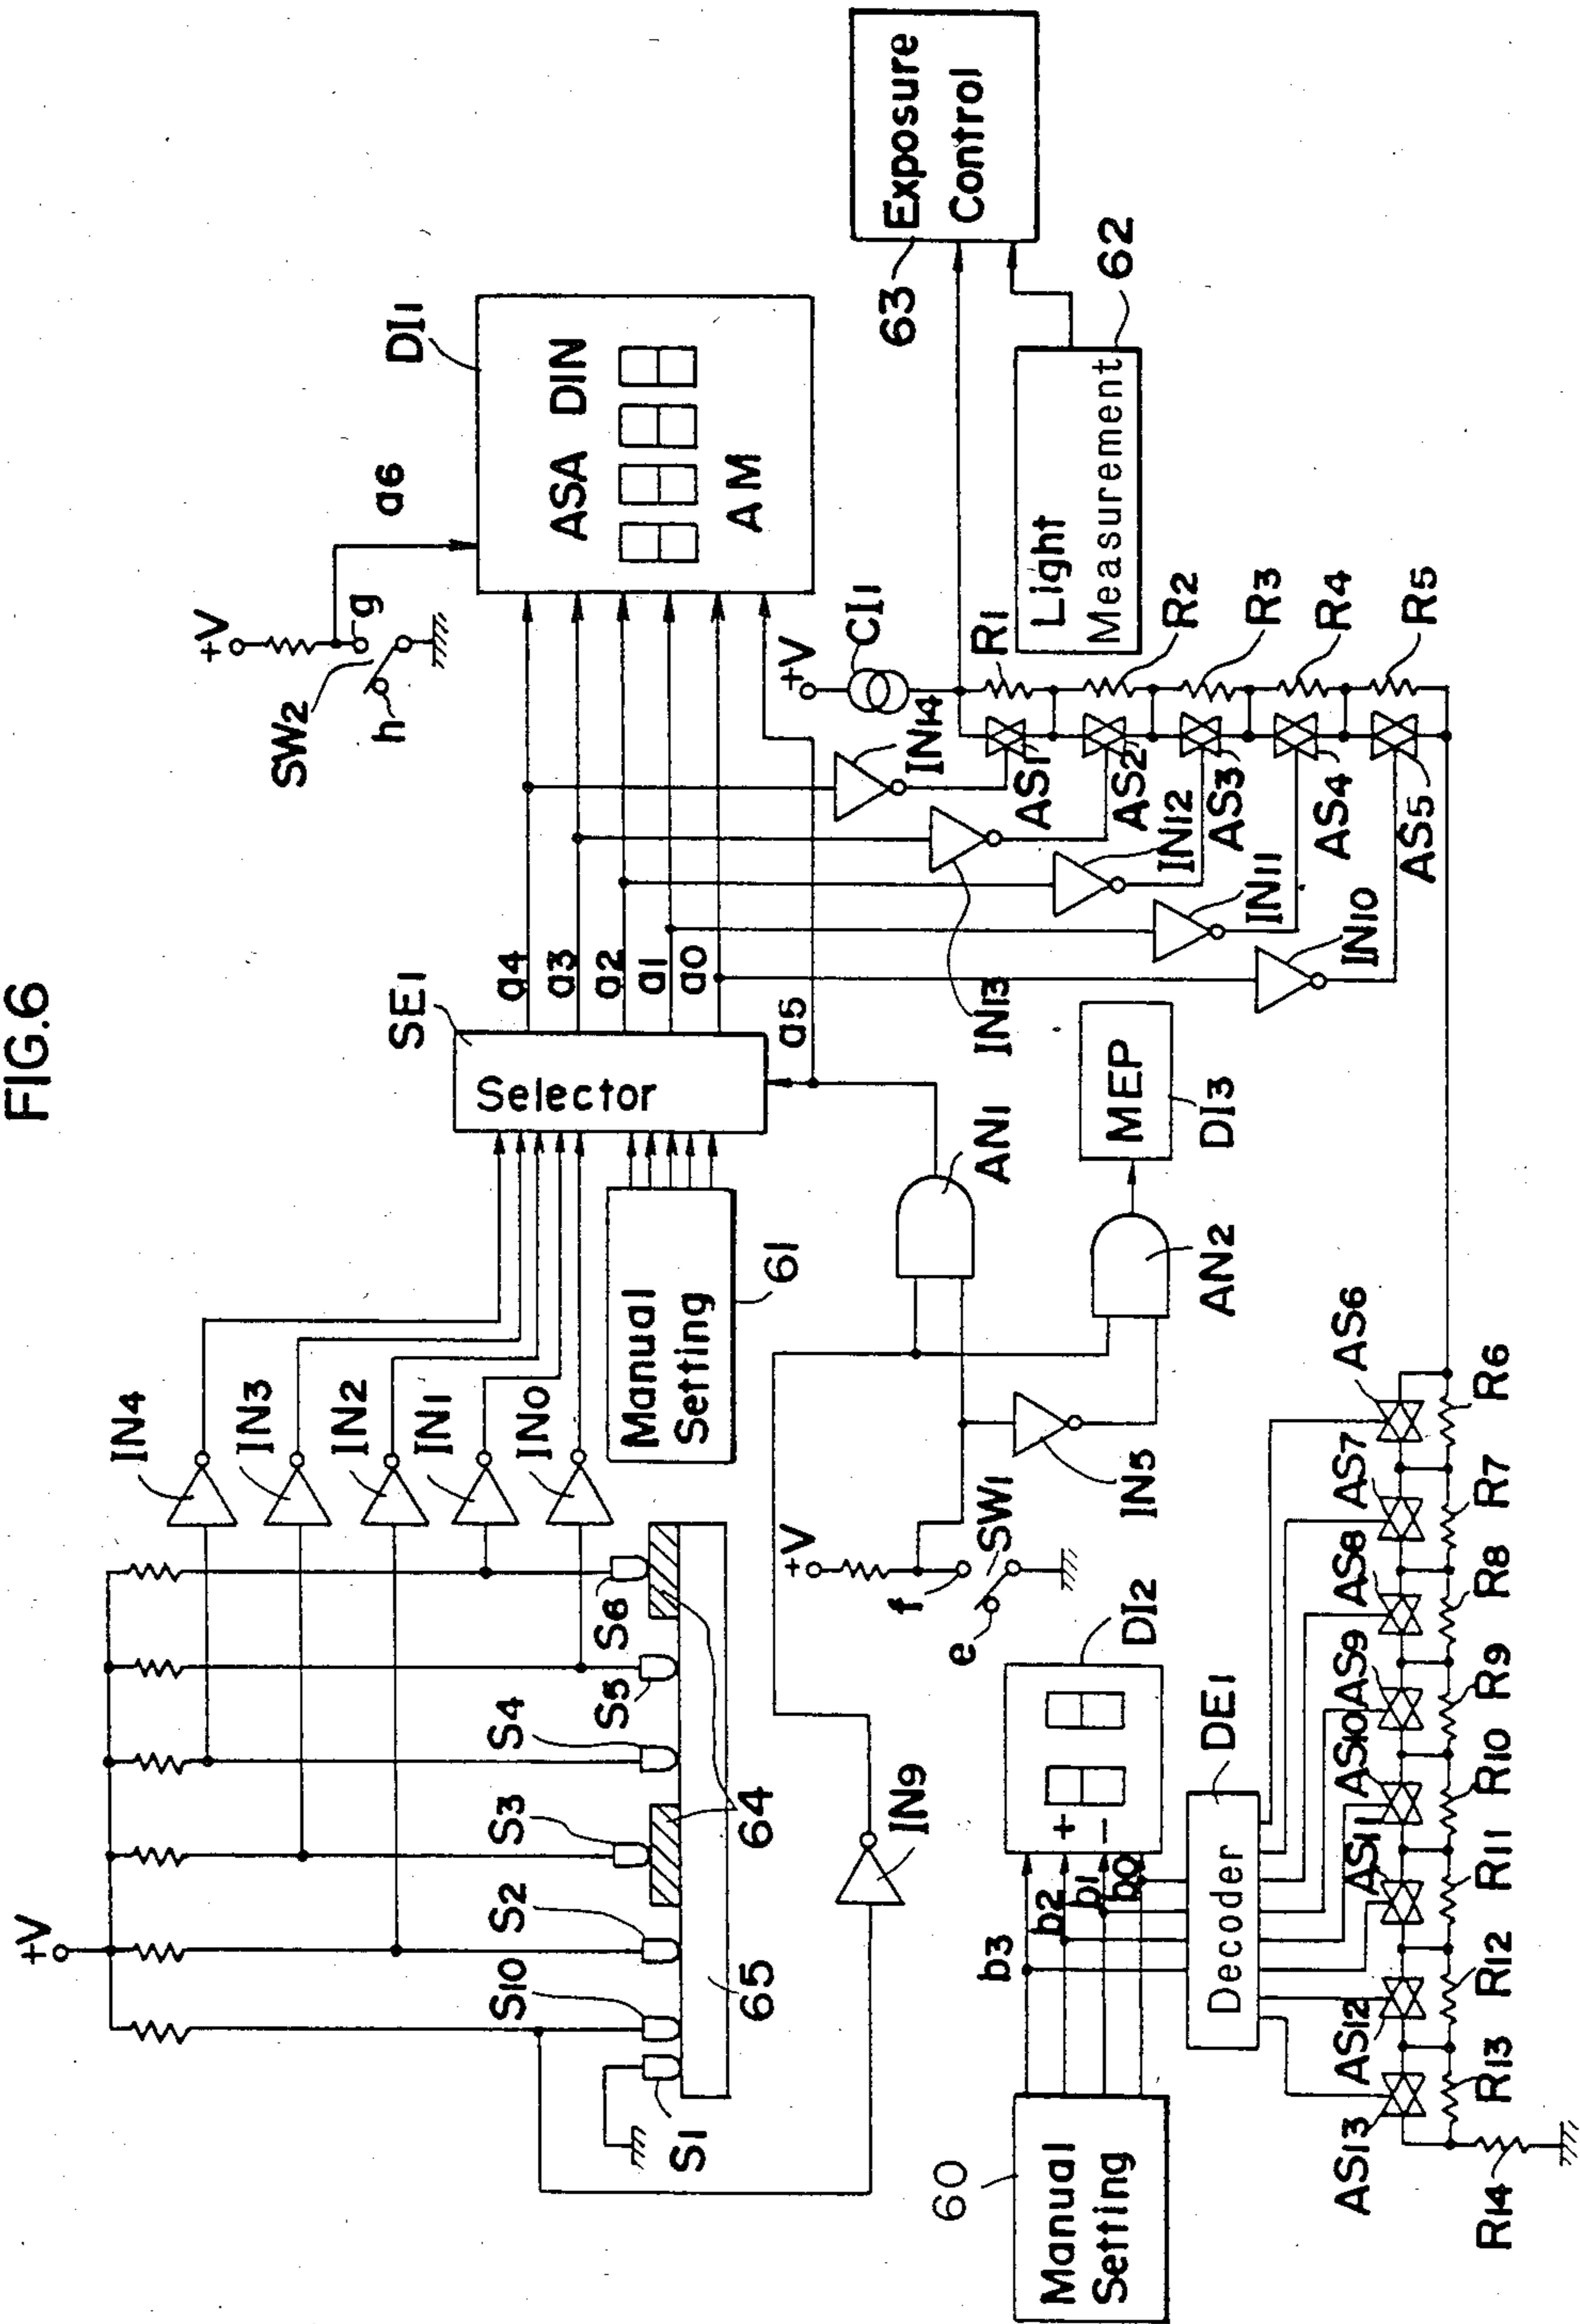 FIG.6
+V
S10
S2
S3
S4
S5
S6
S1
64
65
IN4
IN3
IN2
IN1
IN0
Manual
Setting
61
SE1
Selector
a4
a3
a2
a1
a0
a5
+V
SW2
g
h
a6
DI1
ASA DIN
AM
IN9
+V
f
SW1
e
IN5
AN1
AN2
MEP
DI3
+V
CI1
IN14
IN13
IN12
IN11
IN10
AS1
AS2
AS3
AS4
AS5
R1
R2
R3
R4
R5
Light
Measurement
62
63
Exposure
Control
60
Manual
Setting
b3
b2
b1
b0
+
−
DI2
Decoder
DE1
AS13
AS12
AS11
AS10
AS9
AS8
AS7
AS6
R14
R13
R12
R11
R10
R9
R8
R7
R6